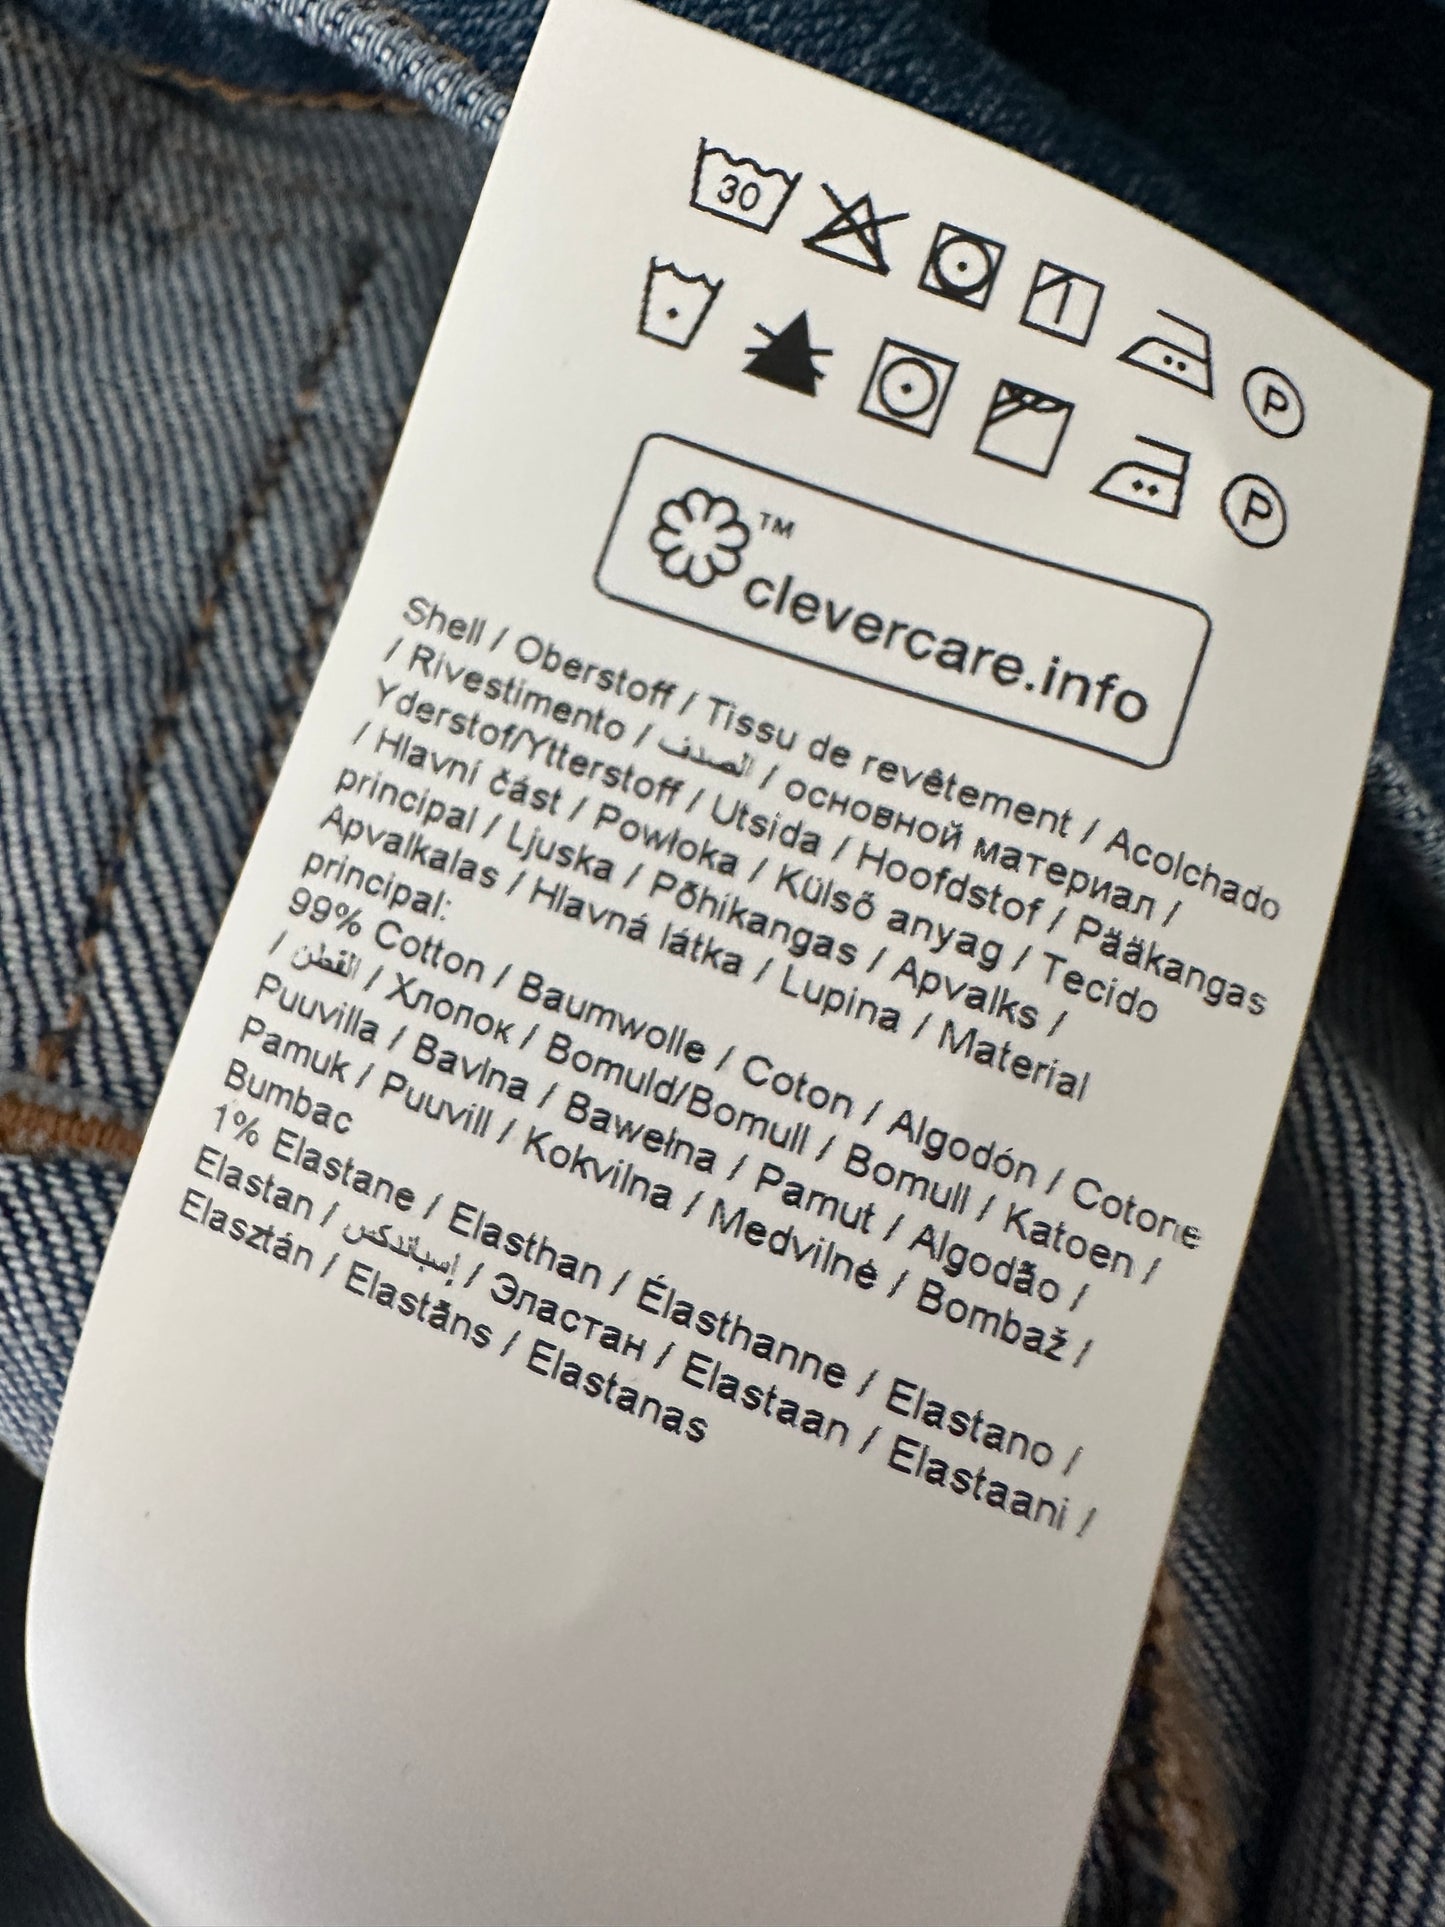 30
P
P
™
clevercare.info
Shell / Oberstoff / Tissu de revêtement / Acolchado
/ Rivestimento / الصدف / основной материал /
Yderstof/Ytterstoff / Utsida / Hoofdstof / Pääkangas
/ Hlavní část / Powłoka / Külső anyag / Tecido
principal / Ljuska / Põhikangas / Apvalks /
Apvalkalas / Hlavná látka / Lupina / Material
principal:
99% Cotton / Baumwolle / Coton / Algodón / Cotone
/ القطن / Хлопок / Bomuld/Bomull / Bomull / Katoen /
Puuvilla / Bavlna / Bawełna / Pamut / Algodão /
Pamuk / Puuvill / Kokvilna / Medvilnė / Bombaž /
Bumbac
1% Elastane / Elasthan / Élasthanne / Elastano /
Elastan / إسباندكس / Эластан / Elastaan / Elastaani /
Elasztán / Elastāns / Elastanas